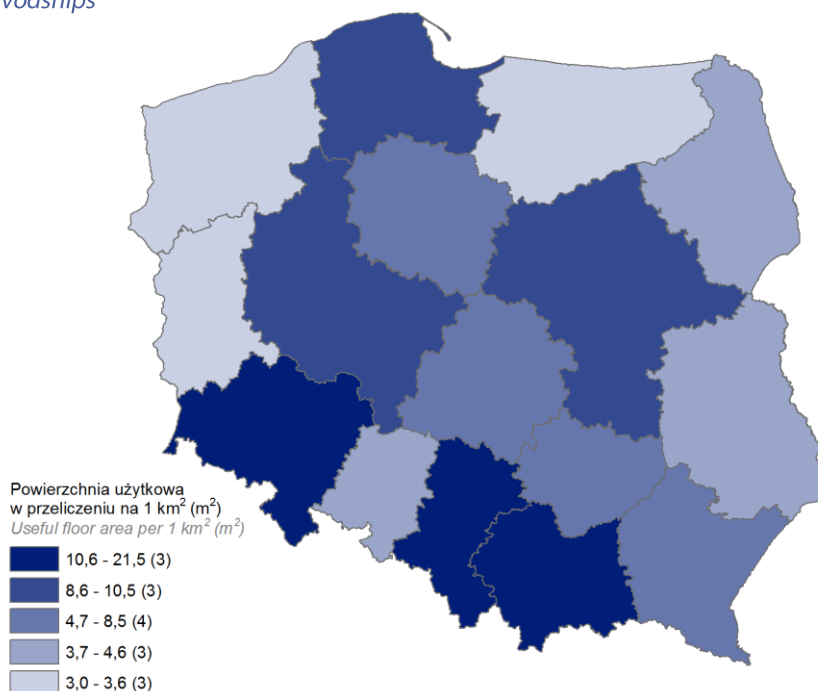 vodships
Powierzchnia użytkowa
w przeliczeniu na 1 km² (m²)
Useful floor area per 1 km² (m²)
10,6 - 21,5 (3)
8,6 - 10,5 (3)
4,7 - 8,5 (4)
3,7 - 4,6 (3)
3,0 - 3,6 (3)